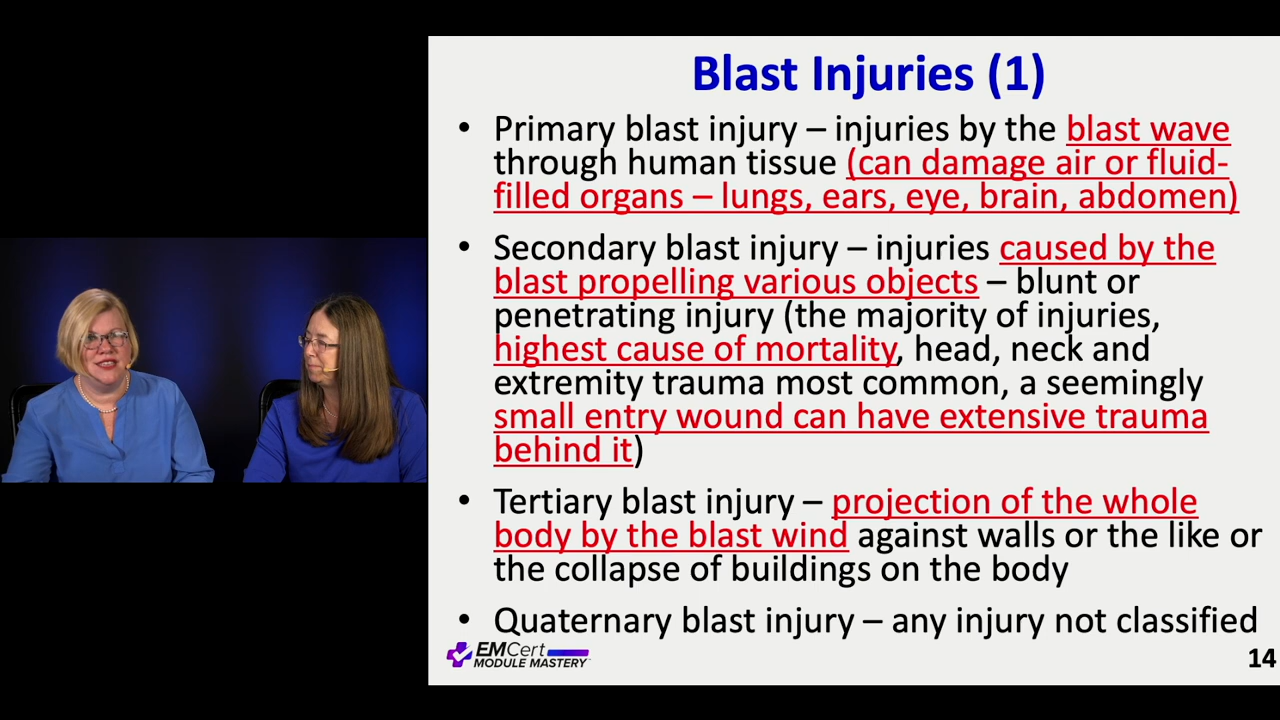 Blast Injuries (1)
• Primary blast injury – injuries by the blast wave
through human tissue (can damage air or fluid-
filled organs – lungs, ears, eye, brain, abdomen)
• Secondary blast injury – injuries caused by the
blast propelling various objects – blunt or
penetrating injury (the majority of injuries,
highest cause of mortality, head, neck and
extremity trauma most common, a seemingly
small entry wound can have extensive trauma
behind it)
• Tertiary blast injury – projection of the whole
body by the blast wind against walls or the like or
the collapse of buildings on the body
• Quaternary blast injury – any injury not classified
EMCert
MODULE MASTERY
14